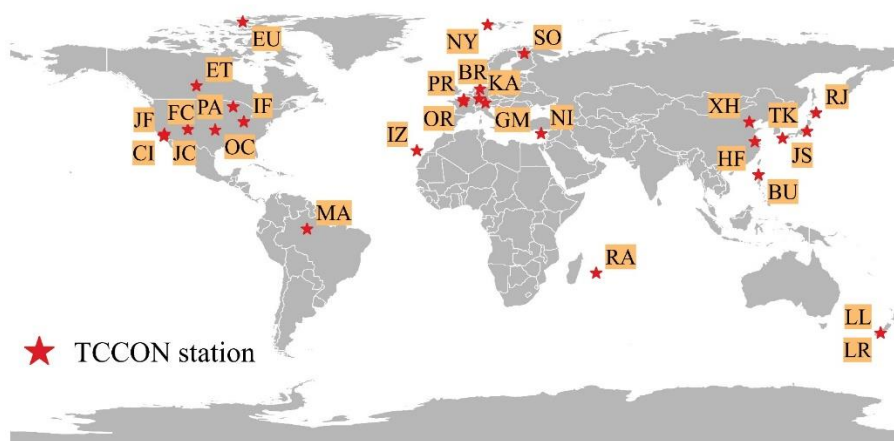 EU
NY
SO
ET
BR
PR
KA
FC
PA
IF
JF
OR
GM
NI
XH
TK
RJ
CI
JC
OC
IZ
HF
JS
BU
MA
RA
LL
TCCON station
LR